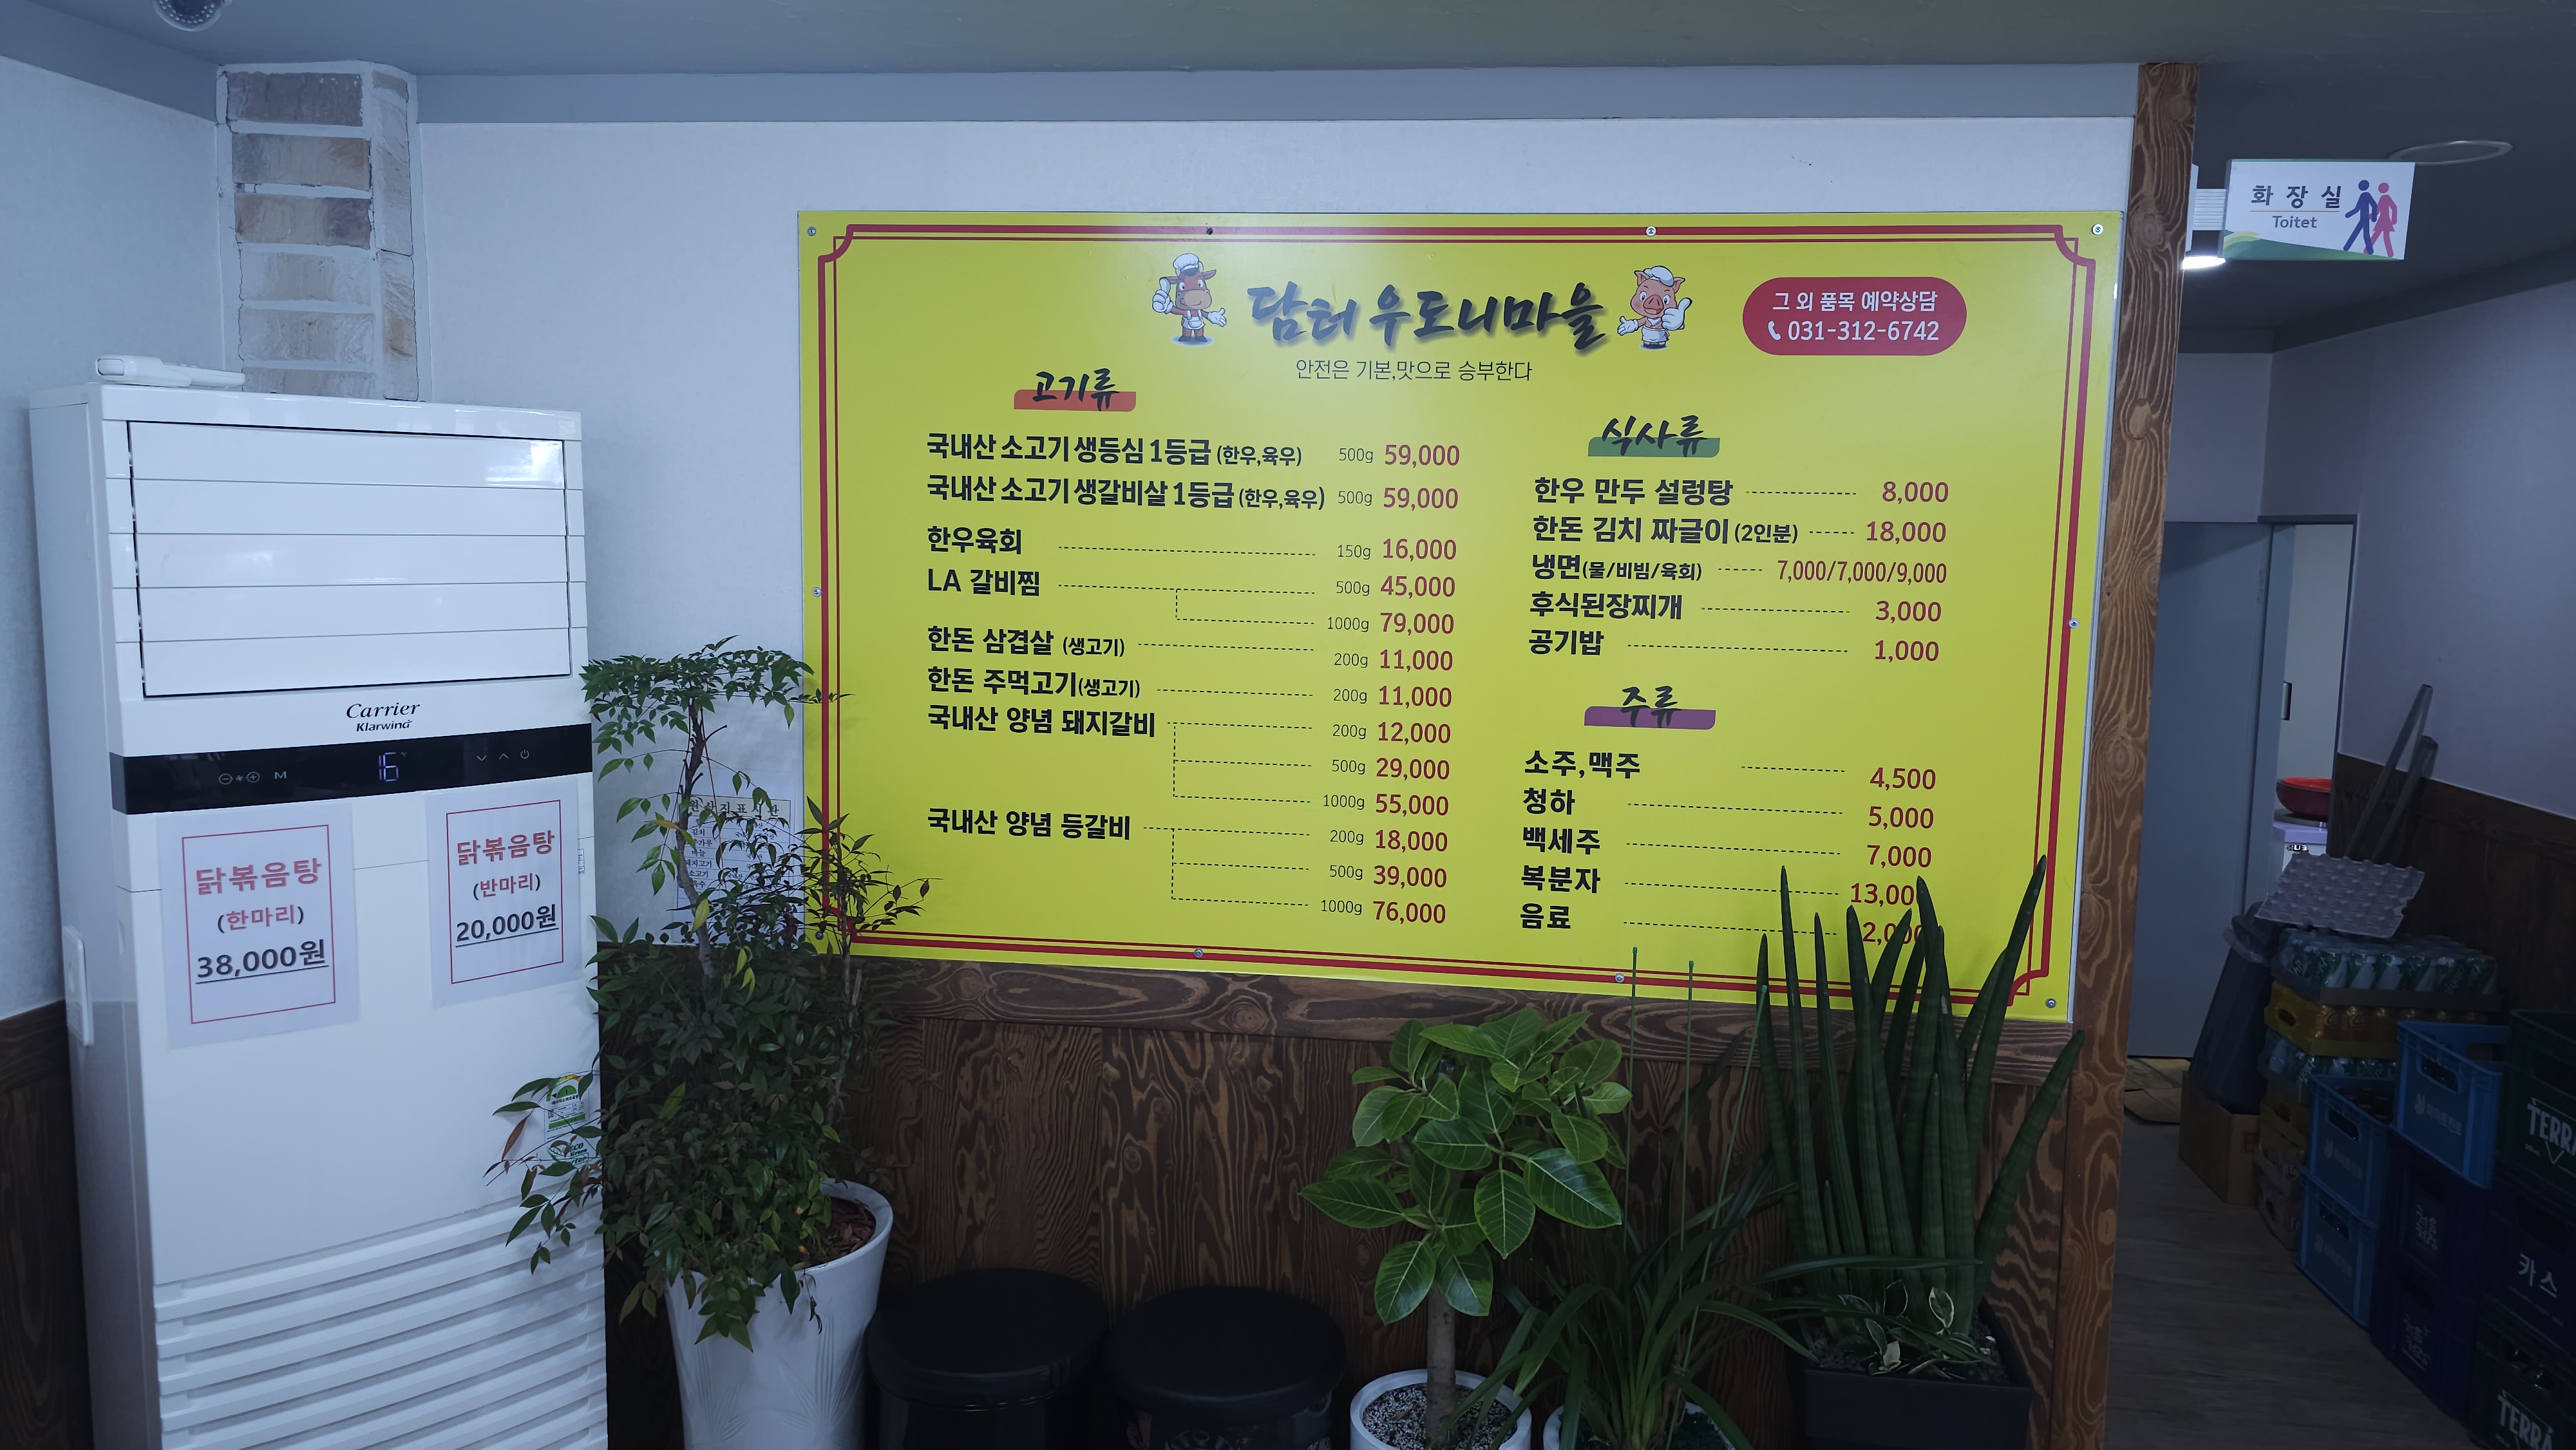 화장실
Toitet
담터 우도니마을
안전은 기본,맛으로 승부한다
그 외 품목 예약상담
031-312-6742
고기류
국내산 소고기 생등심 1등급 (한우,육우) 500g 59,000
국내산 소고기 생갈비살 1등급 (한우,육우) 500g 59,000
한우육회 150g 16,000
LA 갈비찜 500g 45,000
1000g 79,000
한돈 삼겹살 (생고기) 200g 11,000
한돈 주먹고기(생고기) 200g 11,000
국내산 양념 돼지갈비 200g 12,000
500g 29,000
1000g 55,000
국내산 양념 등갈비 200g 18,000
500g 39,000
1000g 76,000
식사류
한우 만두 설렁탕 8,000
한돈 김치 짜글이 (2인분) 18,000
냉면(물/비빔/육회) 7,000/7,000/9,000
후식된장찌개 3,000
공기밥 1,000
주류
소주,맥주 4,500
청하 5,000
백세주 7,000
복분자 13,000
음료 2,000
Carrier
Klarwind
M
16
닭볶음탕
(한마리)
38,000원
닭볶음탕
(반마리)
20,000원
원산지표시판
TERRA
카스
TERRA